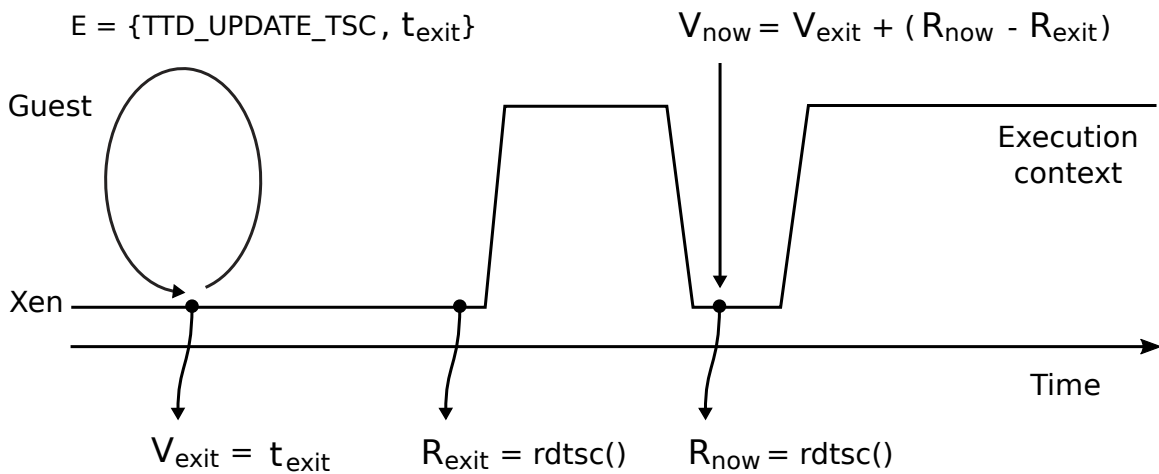 E = {TTD_UPDATE_TSC, t_exit}
V_now = V_exit + ( R_now - R_exit )
Guest
Execution
context
Xen
Time
V_exit = t_exit
R_exit = rdtsc()
R_now = rdtsc()